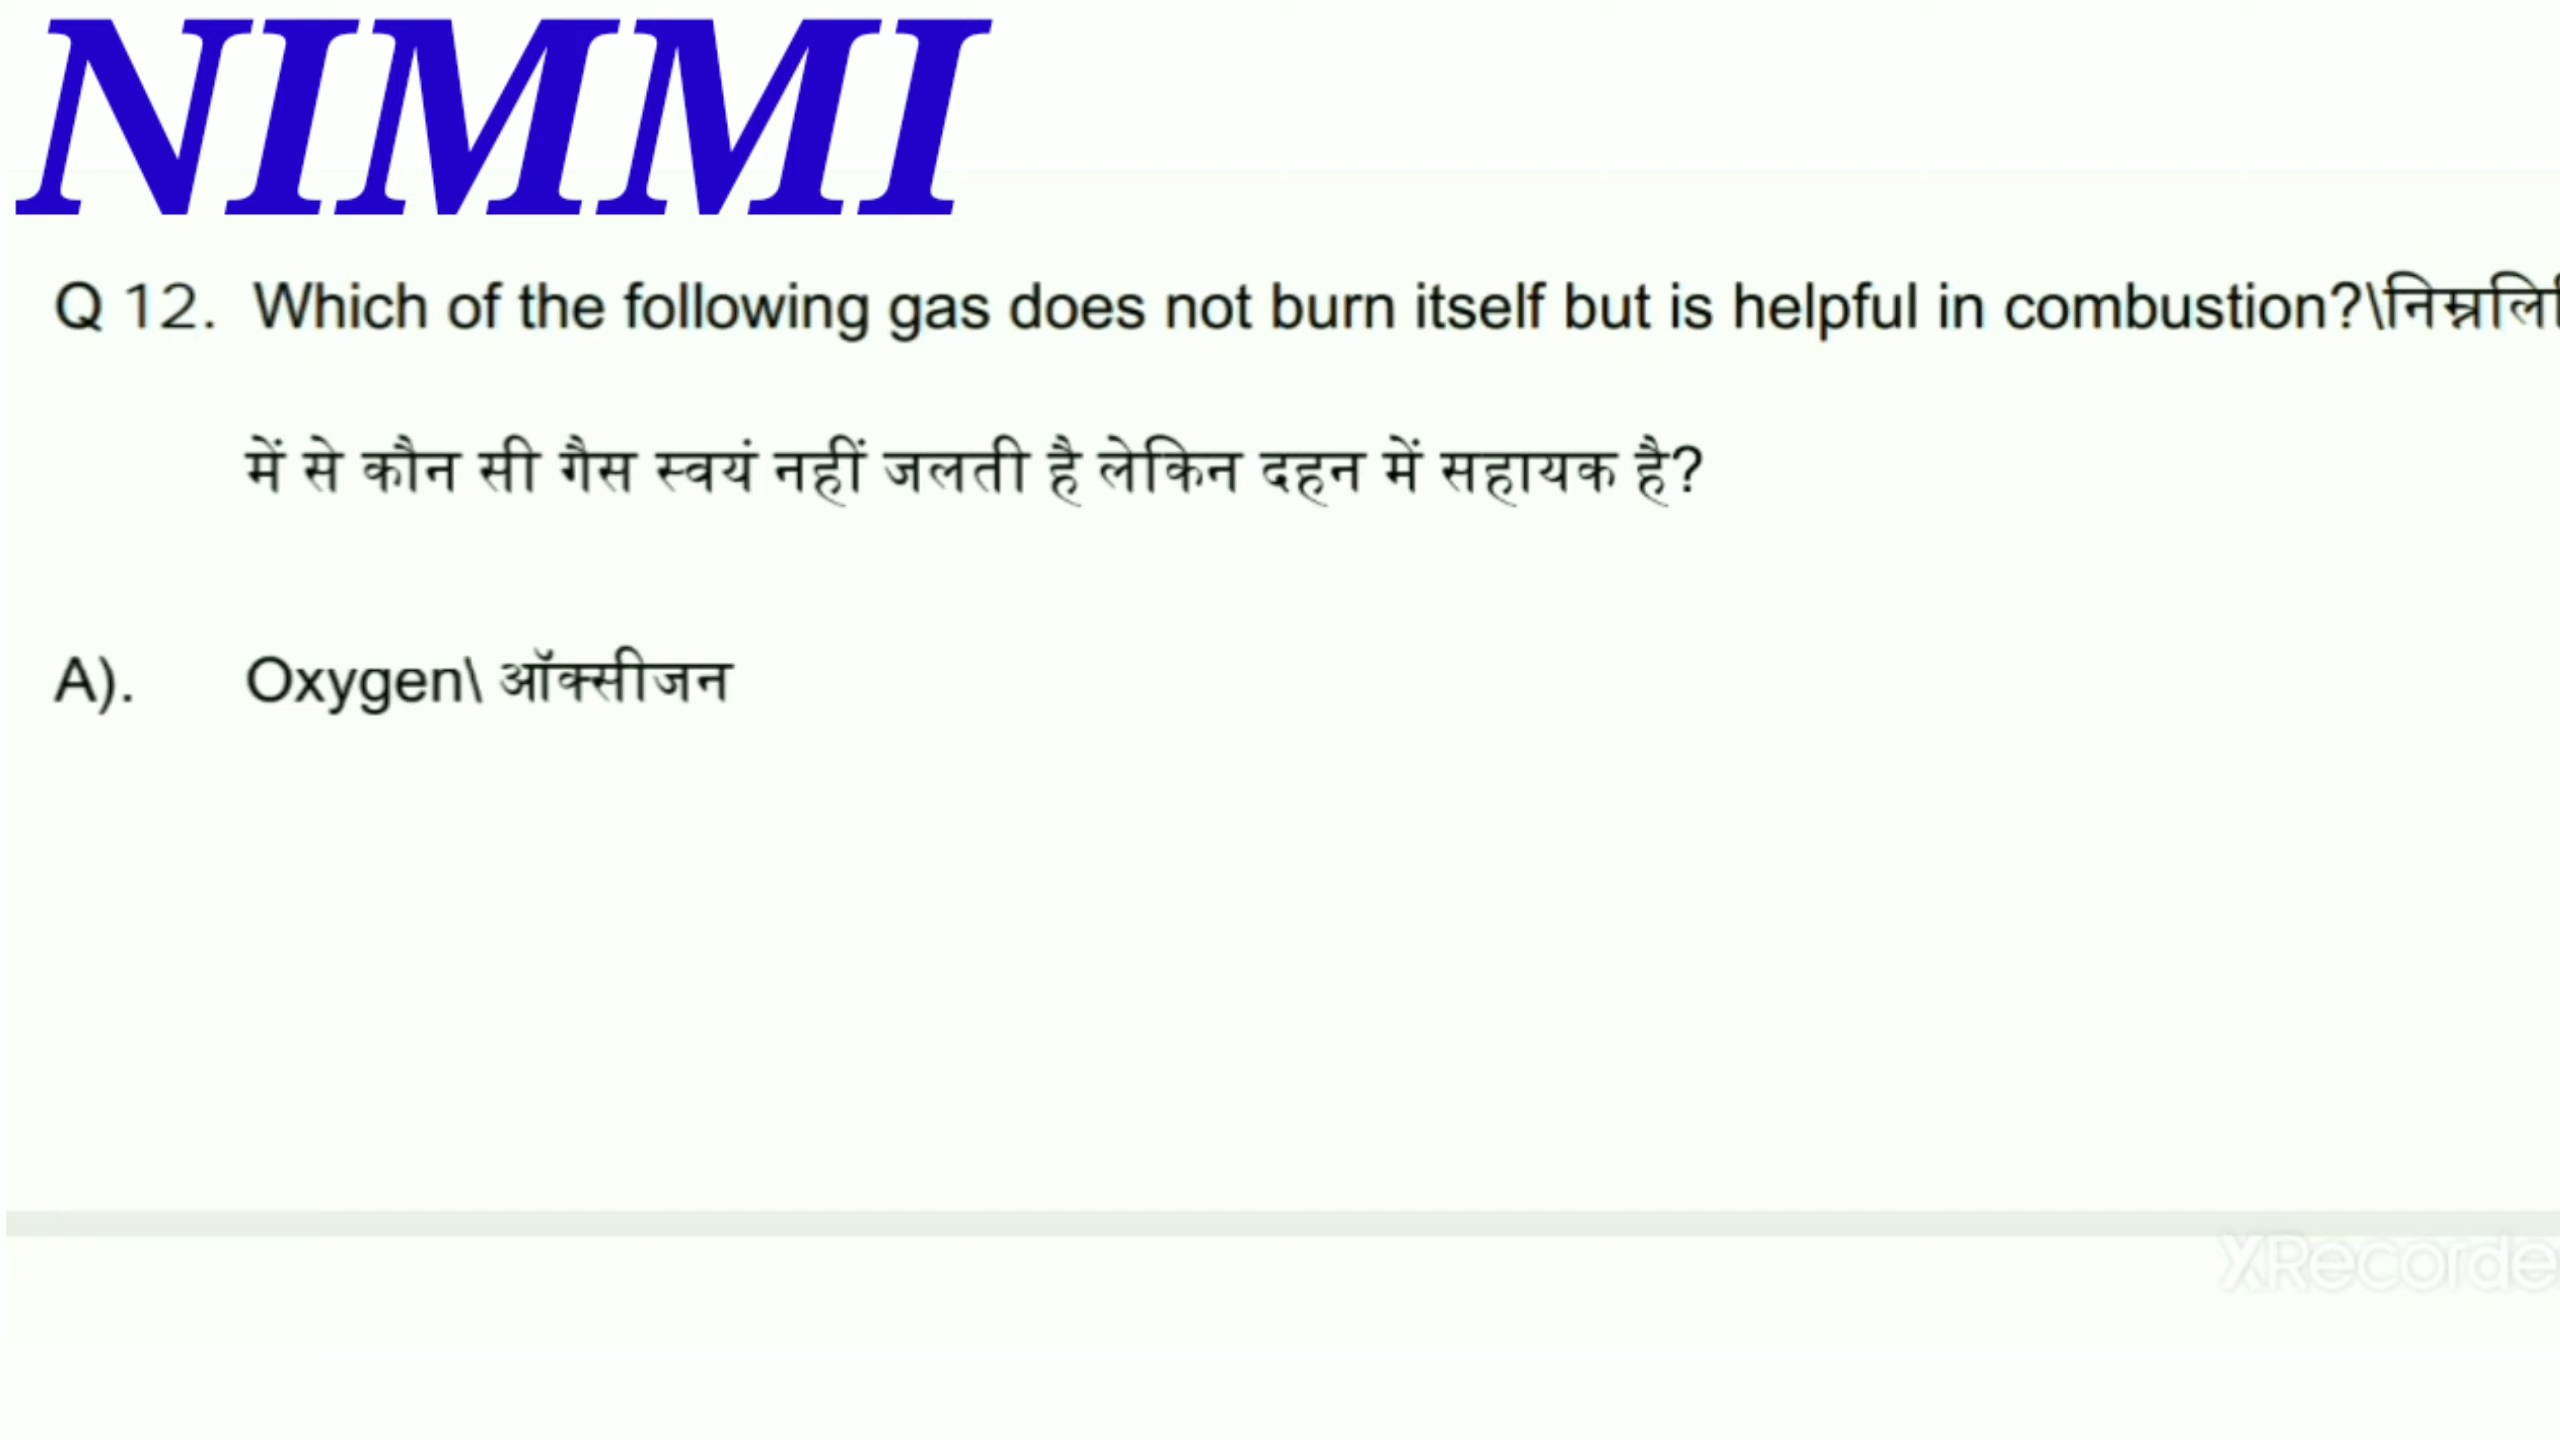 NIMMI
Q 12. Which of the following gas does not burn itself but is helpful in combustion?\
में से कौन सी गैस स्वयं नहीं जलती है लेकिन दहन में सहायक है?
A). Oxygen\ ऑक्सीजन